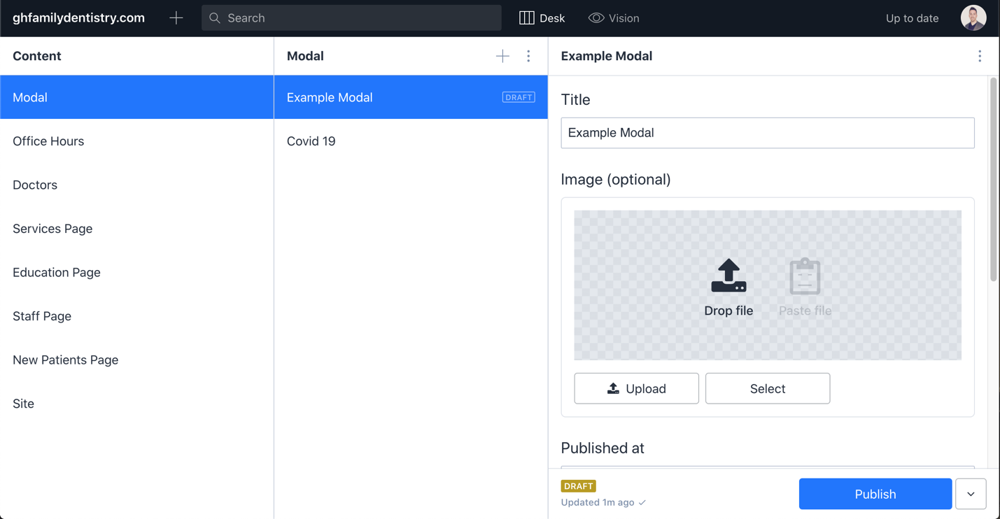 ghfamilydentistry.com
Search
Desk
Vision
Up to date
Content
Modal
Office Hours
Doctors
Services Page
Education Page
Staff Page
New Patients Page
Site
Modal
Example Modal DRAFT
Covid 19
Example Modal
Title
Example Modal
Image (optional)
Drop file
Paste file
Upload
Select
Published at
DRAFT
Updated 1m ago
Publish